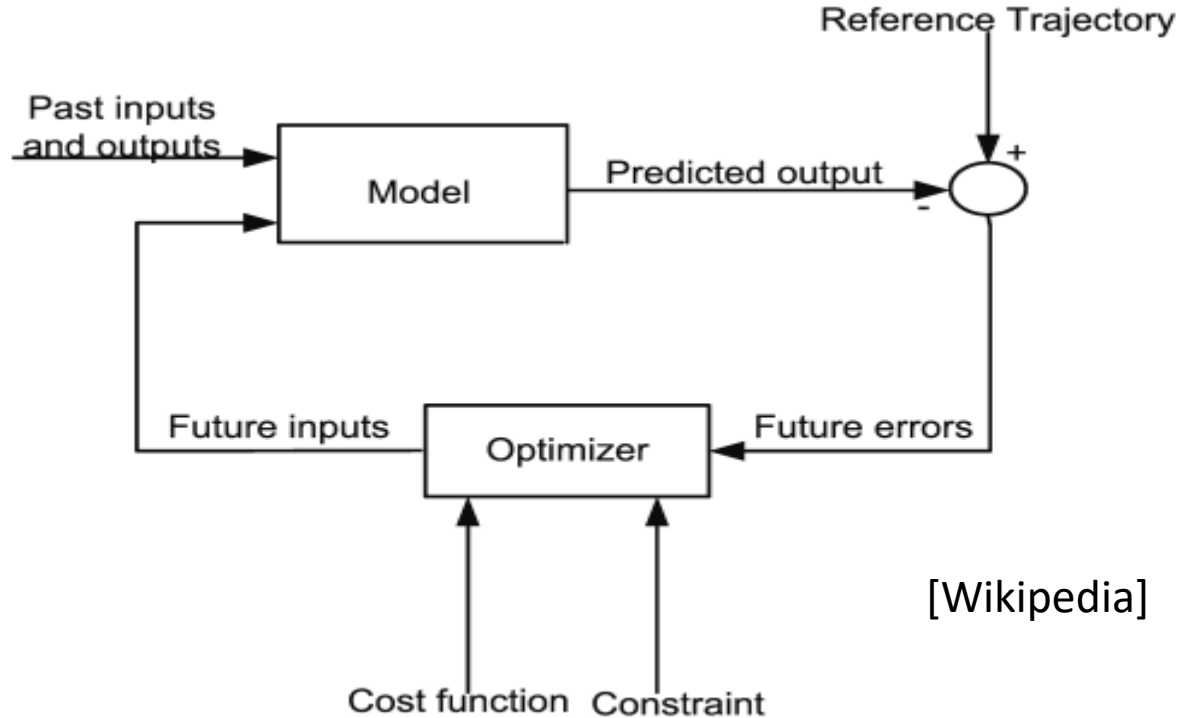 Reference Trajectory
Past inputs
and outputs
+
Model
Predicted output
-
Future inputs
Optimizer
Future errors
[Wikipedia]
Cost function
Constraint